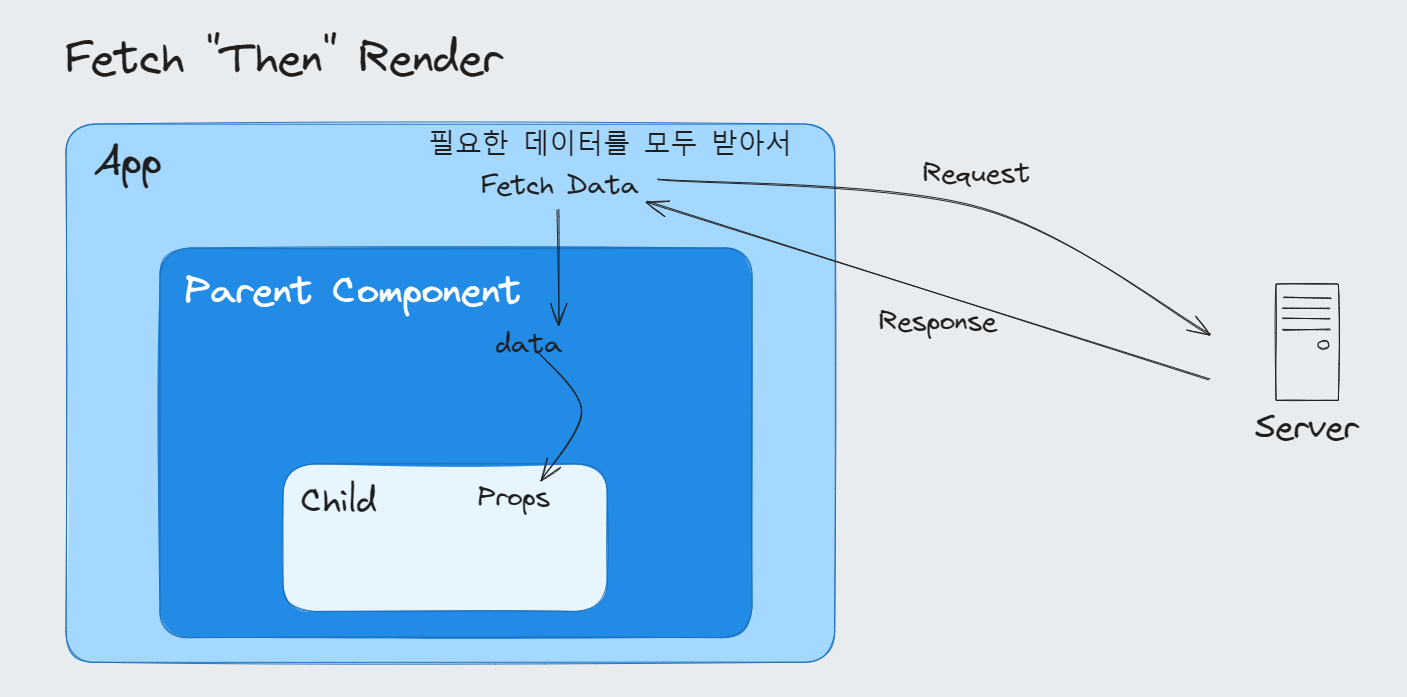 Fetch "Then" Render
App
필요한 데이터를 모두 받아서
Fetch Data
Request
Parent Component
Response
data
Server
Child
Props